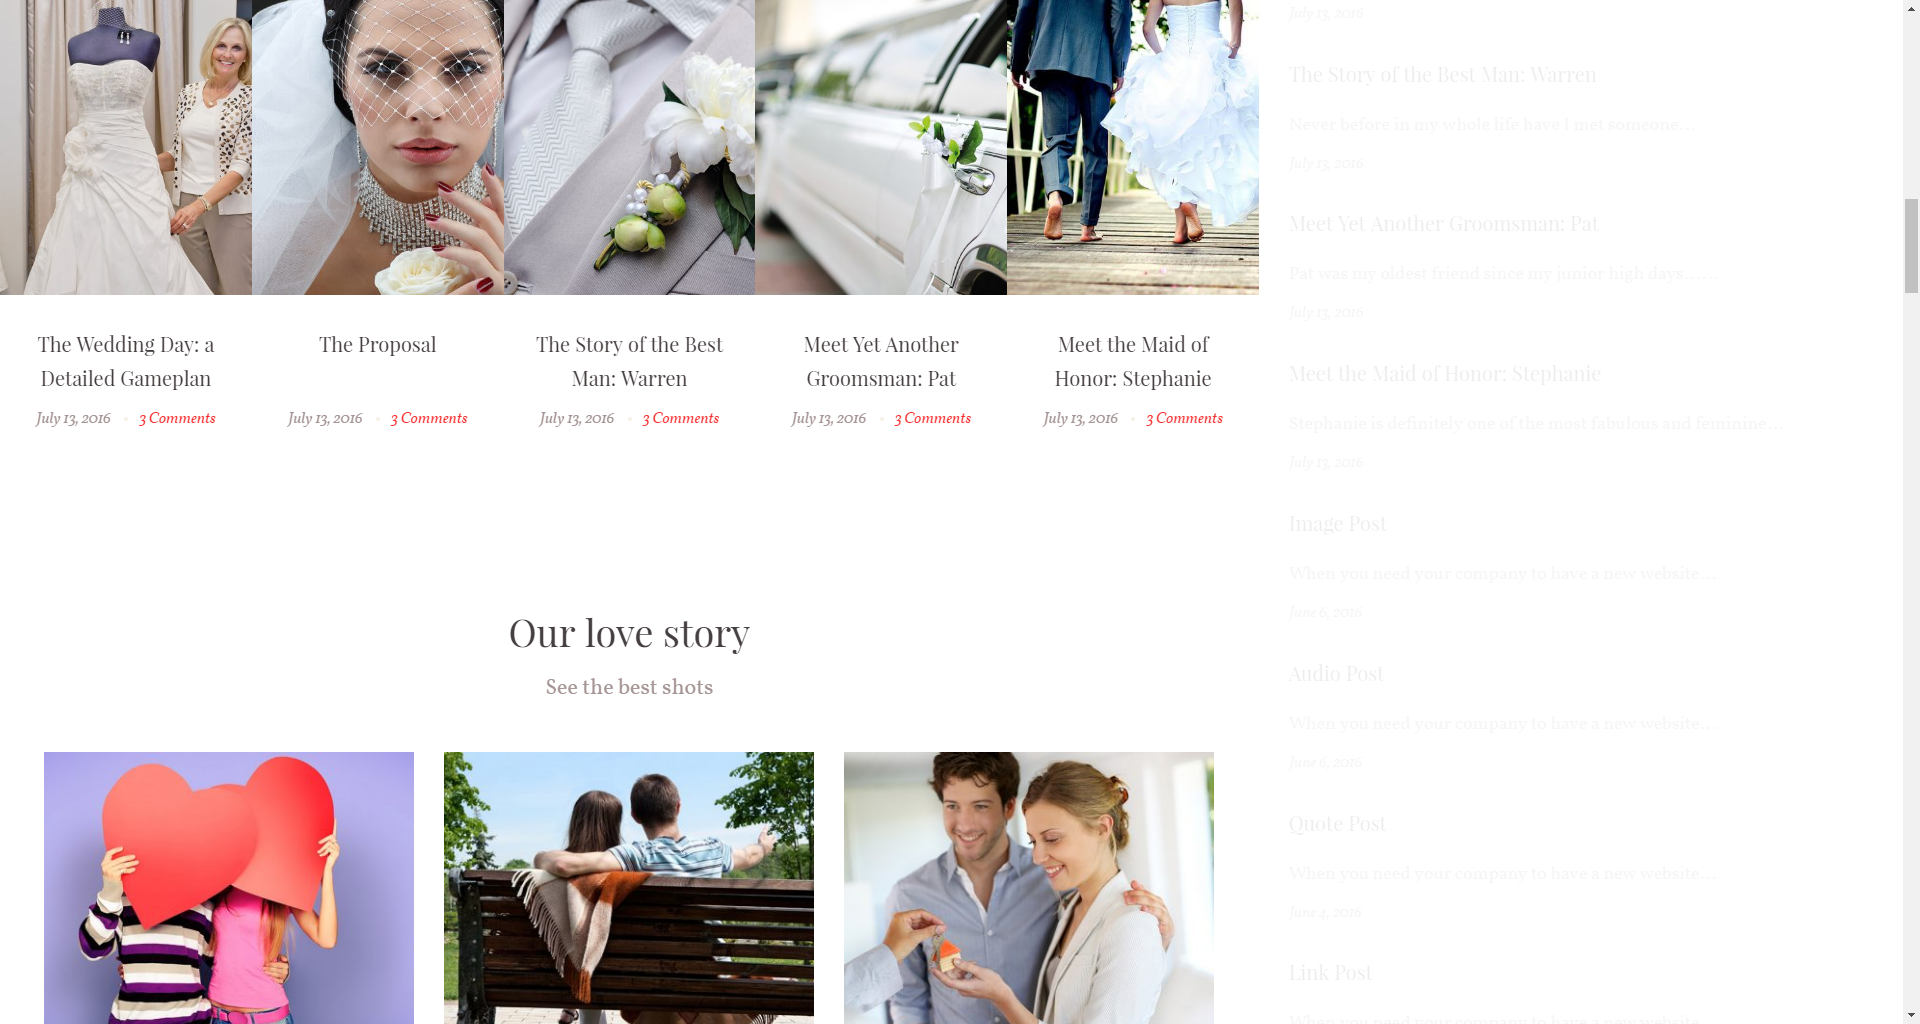 The Wedding Day: a
Detailed Gameplan
July 13, 2016 • 3 Comments
The Proposal
July 13, 2016 • 3 Comments
The Story of the Best
Man: Warren
July 13, 2016 • 3 Comments
Meet Yet Another
Groomsman: Pat
July 13, 2016 • 3 Comments
Meet the Maid of
Honor: Stephanie
July 13, 2016 • 3 Comments
Our love story
See the best shots
July 13, 2016
The Story of the Best Man: Warren
Never before in my whole life have I met someone…
July 13, 2016
Meet Yet Another Groomsman: Pat
Pat was my oldest friend since my junior high days……
July 13, 2016
Meet the Maid of Honor: Stephanie
Stephanie is definitely one of the most fabulous and feminine…
July 13, 2016
Image Post
When you need your company to have a new website…
June 6, 2016
Audio Post
When you need your company to have a new website…
June 6, 2016
Quote Post
When you need your company to have a new website…
June 4, 2016
Link Post
When you need your company to have a new website…